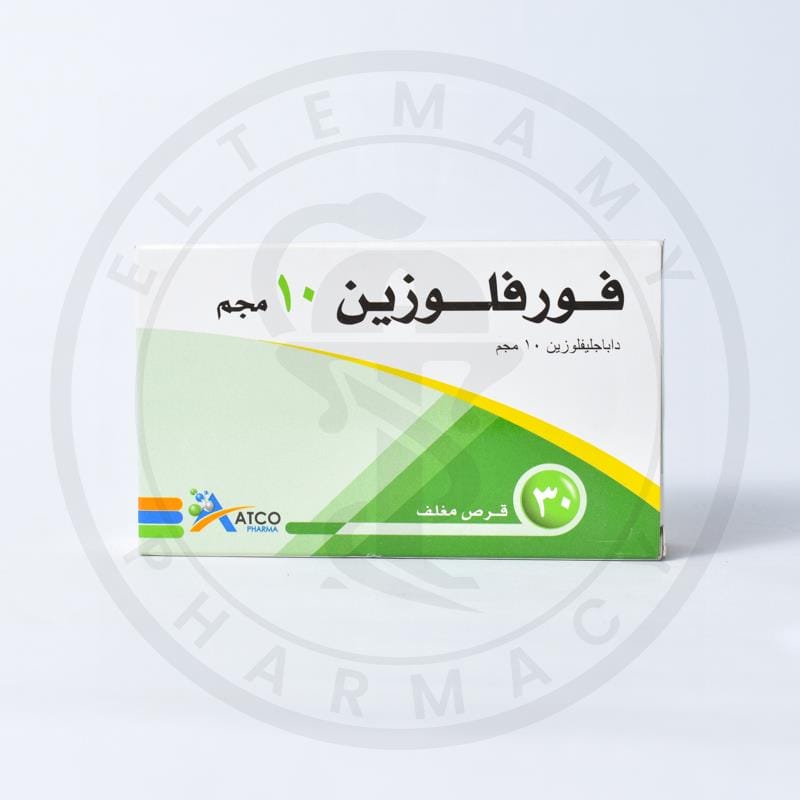 ELTEMAMY
فورفلوزين ١٠ مجم
داباجليفلوزين ١٠ مجم
٣٠ قرص مغلف
ATCO
PHARMA
PHARMACY